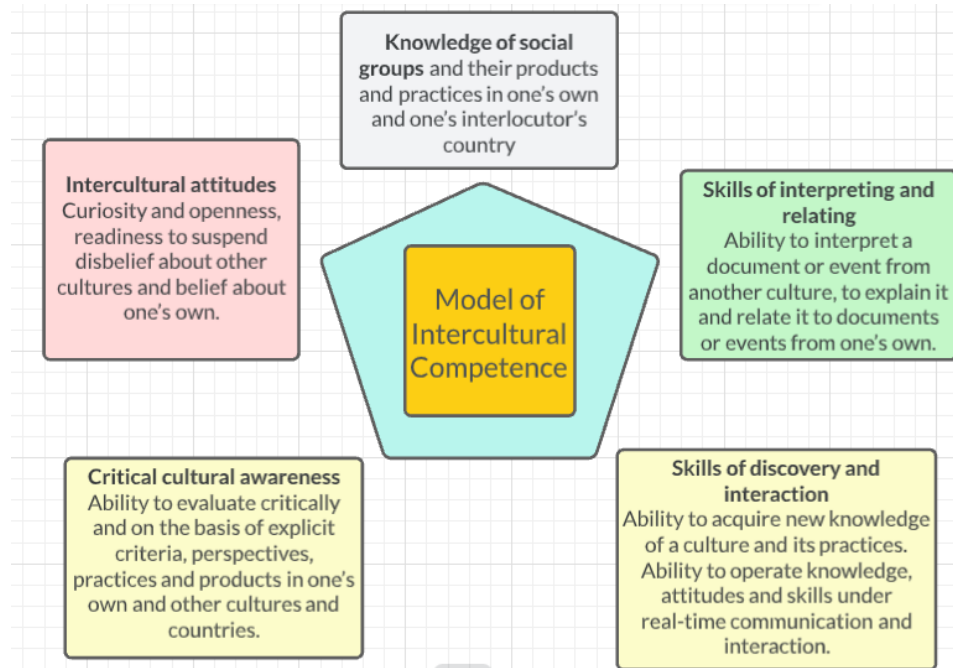 Knowledge of social
groups and their products
and practices in one's own
and one's interlocutor's
country
Intercultural attitudes
Curiosity and openness,
readiness to suspend
disbelief about other
cultures and belief about
one's own.
Skills of interpreting and
relating
Ability to interpret a
document or event from
another culture, to explain it
and relate it to documents
or events from one's own.
Model of
Intercultural
Competence
Critical cultural awareness
Ability to evaluate critically
and on the basis of explicit
criteria, perspectives,
practices and products in one's
own and other cultures and
countries.
Skills of discovery and
interaction
Ability to acquire new knowledge
of a culture and its practices.
Ability to operate knowledge,
attitudes and skills under
real-time communication and
interaction.